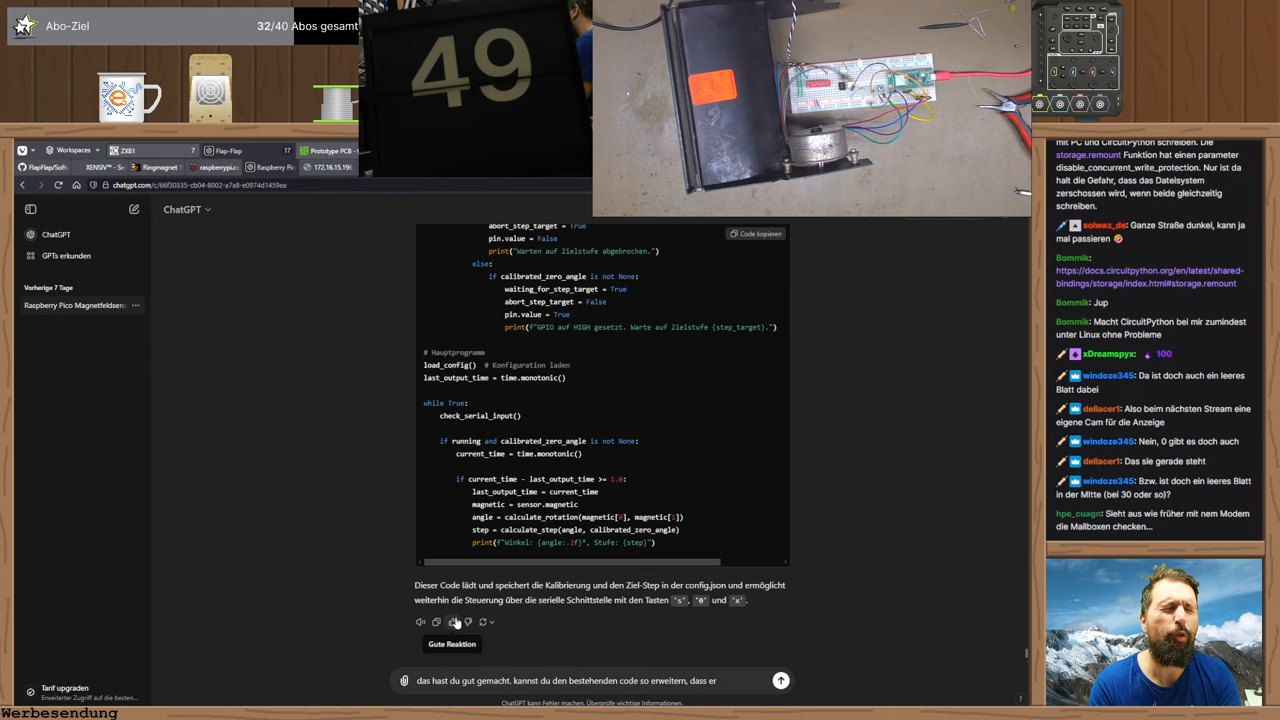 Abo-Ziel
32/40 Abos gesamt
49
Workspaces
ZXB1
7
Flap-Flap
17
Prototype PCB -
FlapFlap/Softw
XENSIV™ - Se
Ringmagnet
raspberrypi.c
Raspberry Pic
172.16.15.190
chatgpt.com/c/66f30335-cb04-8002-a7a8-e0974d1459ea
ChatGPT
ChatGPT
GPTs erkunden
Vorherige 7 Tage
Raspberry Pico Magnetfeldsens
Tarif upgraden
Erweiterter Zugriff auf die besten...
Code kopieren
abort_step_target = True
pin.value = False
print("Warten auf Zielstufe abgebrochen.")
else:
if calibrated_zero_angle is not None:
waiting_for_step_target = True
abort_step_target = False
pin.value = True
print(f"GPIO auf HIGH gesetzt. Warte auf Zielstufe {step_target}.")
# Hauptprogramm
load_config()  # Konfiguration laden
last_output_time = time.monotonic()
while True:
check_serial_input()
if running and calibrated_zero_angle is not None:
current_time = time.monotonic()
if current_time - last_output_time >= 1.0:
last_output_time = current_time
magnetic = sensor.magnetic
angle = calculate_rotation(magnetic[0], magnetic[1])
step = calculate_step(angle, calibrated_zero_angle)
print(f"Winkel: {angle:.2f}°, Stufe: {step}")
Dieser Code lädt und speichert die Kalibrierung und den Ziel-Step in der config.json und ermöglicht
weiterhin die Steuerung über die serielle Schnittstelle mit den Tasten 's', '0' und 'x'.
Gute Reaktion
das hast du gut gemacht. kannst du den bestehenden code so erweitern, dass er
ChatGPT kann Fehler machen. Überprüfe wichtige Informationen.
?
mit PC und CircuitPython schreiben. Die
storage.remount Funktion hat einen parameter
disable_concurrent_write_protection. Nur ist da
halt die Gefahr, dass das Dateisystem
zerschossen wird, wenn beide gleichzeitig
schreiben.
solwaz_de: Ganze Straße dunkel, kann ja
mal passieren
Bommik:
https://docs.circuitpython.org/en/latest/shared-
bindings/storage/index.html#storage.remount
Bommik: Jup
Bommik: Macht CircuitPython bei mir zumindest
unter Linux ohne Probleme
xDreamspyx: 100
windoze345: Da ist doch auch ein leeres
Blatt dabei
dellacer1: Also beim nächsten Stream eine
eigene Cam für die Anzeige
windoze345: Nein, 0 gibt es doch auch
dellacer1: Das sie gerade steht
windoze345: Bzw. ist doch ein leeres Blatt
in der MItte (bei 30 oder so)?
hpe_cuagn: Sieht aus wie früher mit nem Modem
die Mailboxen checken...
Werbesendung